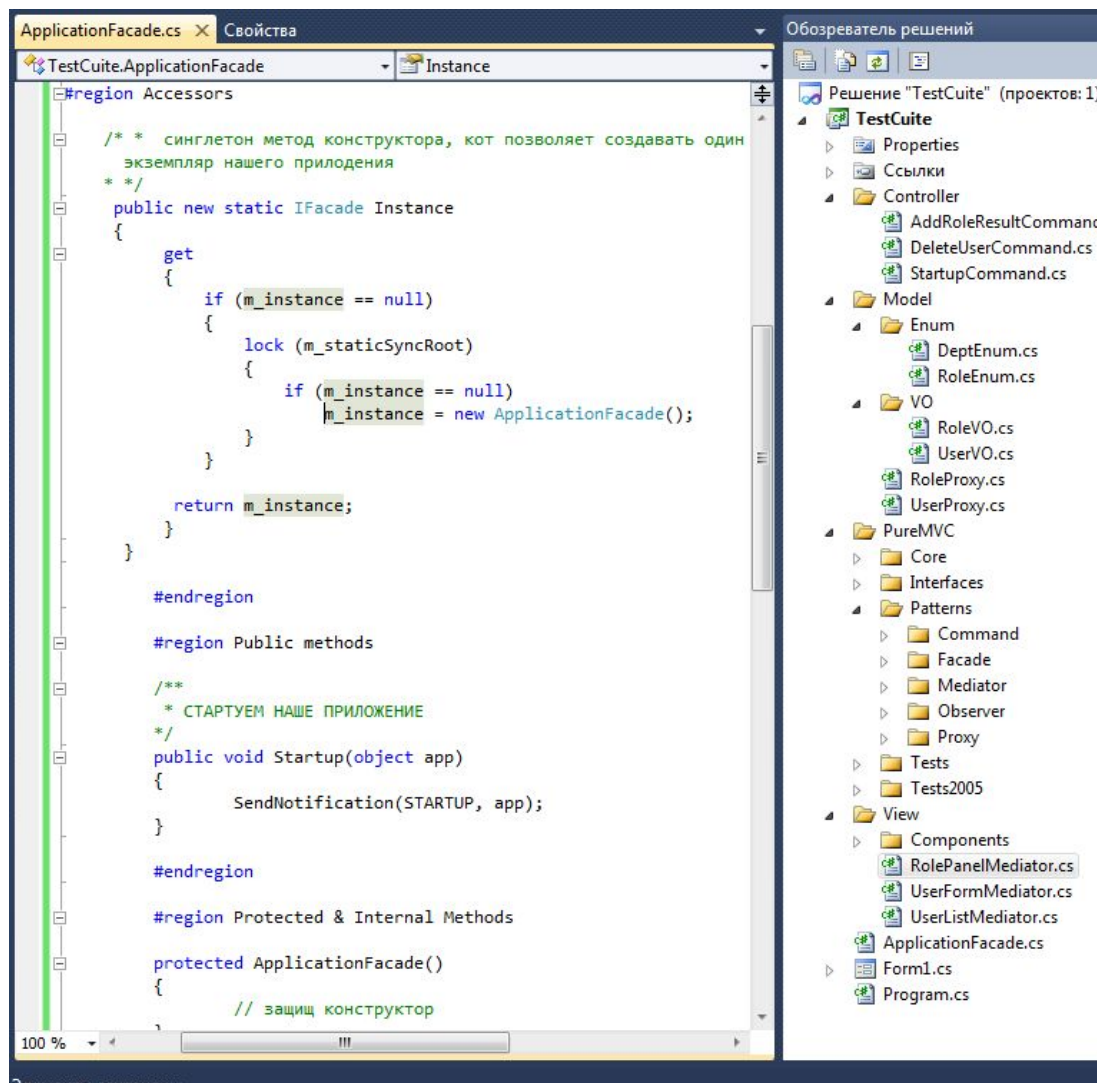 ApplicationFacade.cs
Свойства
TestCuite.ApplicationFacade
Instance
#region Accessors
/* *   синглетон метод конструктора, кот позволяет создавать один
экземпляр нашего прилодения
* */
public new static IFacade Instance
{
get
{
if (m_instance == null)
{
lock (m_staticSyncRoot)
{
if (m_instance == null)
m_instance = new ApplicationFacade();
}
}
return m_instance;
}
}
#endregion
#region Public methods
/**
* СТАРТУЕМ НАШЕ ПРИЛОЖЕНИЕ
*/
public void Startup(object app)
{
SendNotification(STARTUP, app);
}
#endregion
#region Protected & Internal Methods
protected ApplicationFacade()
{
// защищ конструктор
100 %
Обозреватель решений
Решение "TestCuite" (проектов: 1)
TestCuite
Properties
Ссылки
Controller
AddRoleResultCommand
DeleteUserCommand.cs
StartupCommand.cs
Model
Enum
DeptEnum.cs
RoleEnum.cs
VO
RoleVO.cs
UserVO.cs
RoleProxy.cs
UserProxy.cs
PureMVC
Core
Interfaces
Patterns
Command
Facade
Mediator
Observer
Proxy
Tests
Tests2005
View
Components
RolePanelMediator.cs
UserFormMediator.cs
UserListMediator.cs
ApplicationFacade.cs
Form1.cs
Program.cs